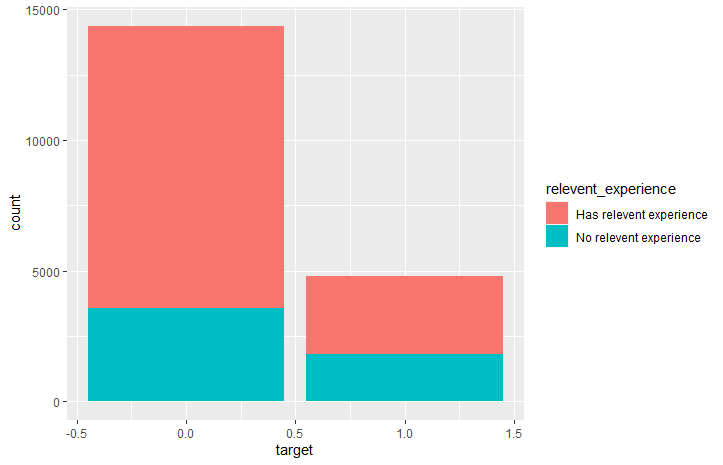 15000
10000
5000
0
count
-0.5 0.0 0.5 1.0 1.5
target
relevent_experience
Has relevent experience
No relevent experience